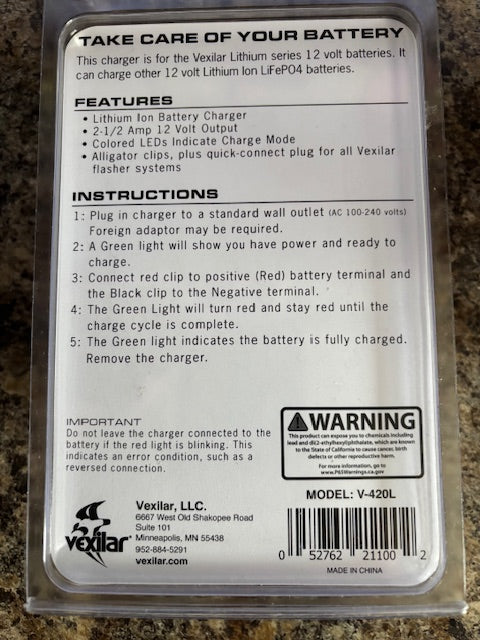 TAKE CARE OF YOUR BATTERY
This charger is for the Vexilar Lithium series 12 volt batteries. It
can charge other 12 volt Lithium Ion LiFePO4 batteries.
FEATURES
• Lithium Ion Battery Charger
• 2-1/2 Amp 12 Volt Output
• Colored LEDs Indicate Charge Mode
• Alligator clips, plus quick-connect plug for all Vexilar
flasher systems
INSTRUCTIONS
1: Plug in charger to a standard wall outlet (AC 100-240 volts)
Foreign adaptor may be required.
2: A Green light will show you have power and ready to
charge.
3: Connect red clip to positive (Red) battery terminal and
the Black clip to the Negative terminal.
4: The Green Light will turn red and stay red until the
charge cycle is complete.
5: The Green light indicates the battery is fully charged.
Remove the charger.
IMPORTANT
Do not leave the charger connected to the
battery if the red light is blinking. This
indicates an error condition, such as a
reversed connection.
WARNING
This product can expose you to chemicals including
lead and di(2-ethylhexyl)phthalate, which are known
to the State of California to cause cancer, birth
defects or other reproductive harm.
For more information, go to
www.P65Warnings.ca.gov
vexilar
Vexilar, LLC.
6667 West Old Shakopee Road
Suite 101
Minneapolis, MN 55438
952-884-5291
vexilar.com
MODEL: V-420L
0 52762 21100 2
MADE IN CHINA